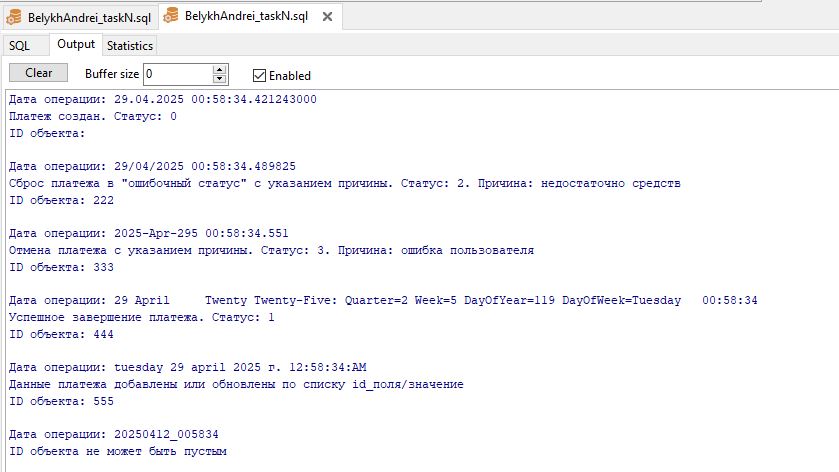 BelykhAndrei_taskN.sql BelykhAndrei_taskN.sql
SQL Output Statistics
Clear Buffer size 0 Enabled
Дата операции: 29.04.2025 00:58:34.421243000
Платеж создан. Статус: 0
ID объекта:
Дата операции: 29/04/2025 00:58:34.489825
Сброс платежа в "ошибочный статус" с указанием причины. Статус: 2. Причина: недостаточно средств
ID объекта: 222
Дата операции: 2025-Apr-295 00:58:34.551
Отмена платежа с указанием причины. Статус: 3. Причина: ошибка пользователя
ID объекта: 333
Дата операции: 29 April Twenty Twenty-Five: Quarter=2 Week=5 DayOfYear=119 DayOfWeek=Tuesday 00:58:34
Успешное завершение платежа. Статус: 1
ID объекта: 444
Дата операции: tuesday 29 april 2025 г. 12:58:34:AM
Данные платежа добавлены или обновлены по списку id_поля/значение
ID объекта: 555
Дата операции: 20250412_005834
ID объекта не может быть пустым